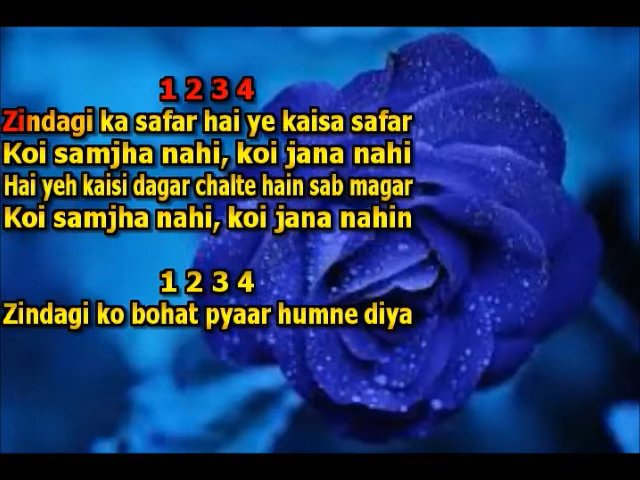 1 2 3 4
Zindagi ka safar hai ye kaisa safar
Koi samjha nahi, koi jana nahi
Hai yeh kaisi dagar chalte hain sab magar
Koi samjha nahi, koi jana nahin
1 2 3 4
Zindagi ko bohat pyaar humne diya